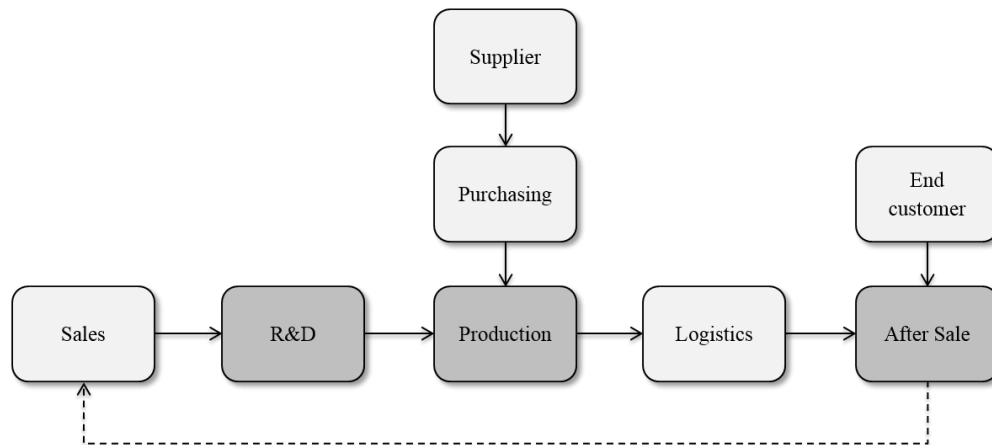 Supplier
Purchasing
End
customer
Sales
R&D
Production
Logistics
After Sale